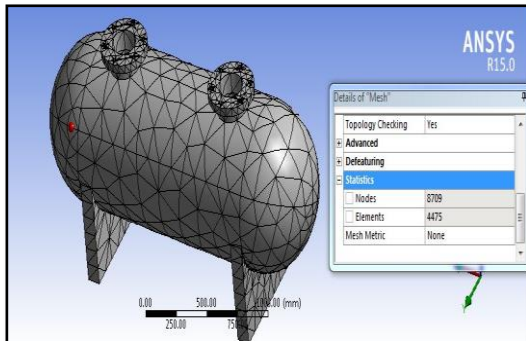 ANSYS
R15.0
Details of "Mesh"
Topology Checking Yes
Advanced
Defeaturing
Statistics
Nodes 8709
Elements 4475
Mesh Metric None
0.00 500.00 (mm)
250.00
Y